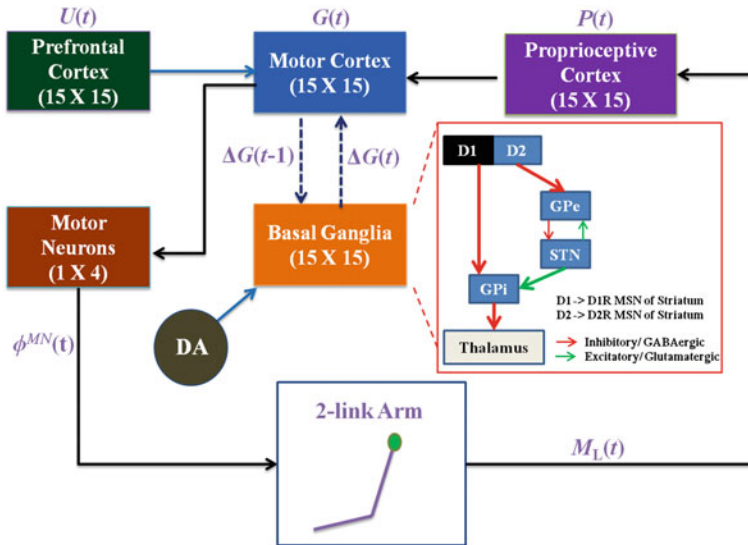 U(t)
G(t)
P(t)
Prefrontal
Cortex
(15 X 15)
Motor Cortex
(15 X 15)
Proprioceptive
Cortex
(15 X 15)
ΔG(t-1)
ΔG(t)
D1
D2
GPe
STN
GPi
Thalamus
D1 -> D1R MSN of Striatum
D2 -> D2R MSN of Striatum
Inhibitory/ GABAergic
Excitatory/ Glutamatergic
Motor
Neurons
(1 X 4)
Basal Ganglia
(15 X 15)
DA
ϕᴹᴺ(t)
2-link Arm
M_L(t)